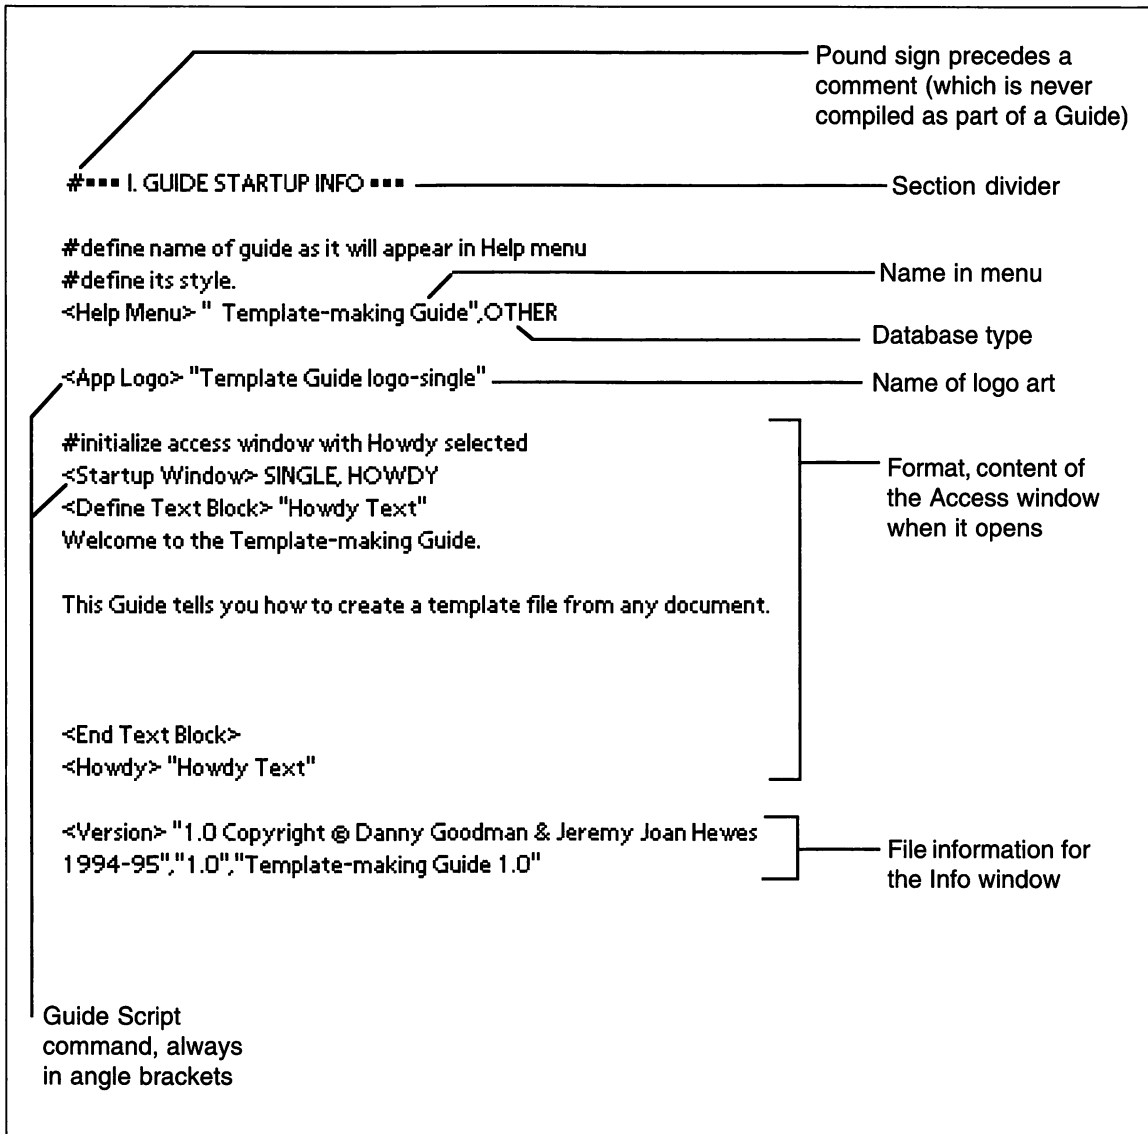 Pound sign precedes a
comment (which is never
compiled as part of a Guide)
#▪▪▪ I. GUIDE STARTUP INFO ▪▪▪
Section divider
#define name of guide as it will appear in Help menu
#define its style.
Name in menu
<Help Menu> "  Template-making Guide",OTHER
Database type
<App Logo> "Template Guide logo-single"
Name of logo art
#initialize access window with Howdy selected
<Startup Window> SINGLE, HOWDY
<Define Text Block> "Howdy Text"
Welcome to the Template-making Guide.
Format, content of
the Access window
when it opens
This Guide tells you how to create a template file from any document.
<End Text Block>
<Howdy> "Howdy Text"
<Version> "1.0 Copyright © Danny Goodman & Jeremy Joan Hewes
1994-95","1.0","Template-making Guide 1.0"
File information for
the Info window
Guide Script
command, always
in angle brackets